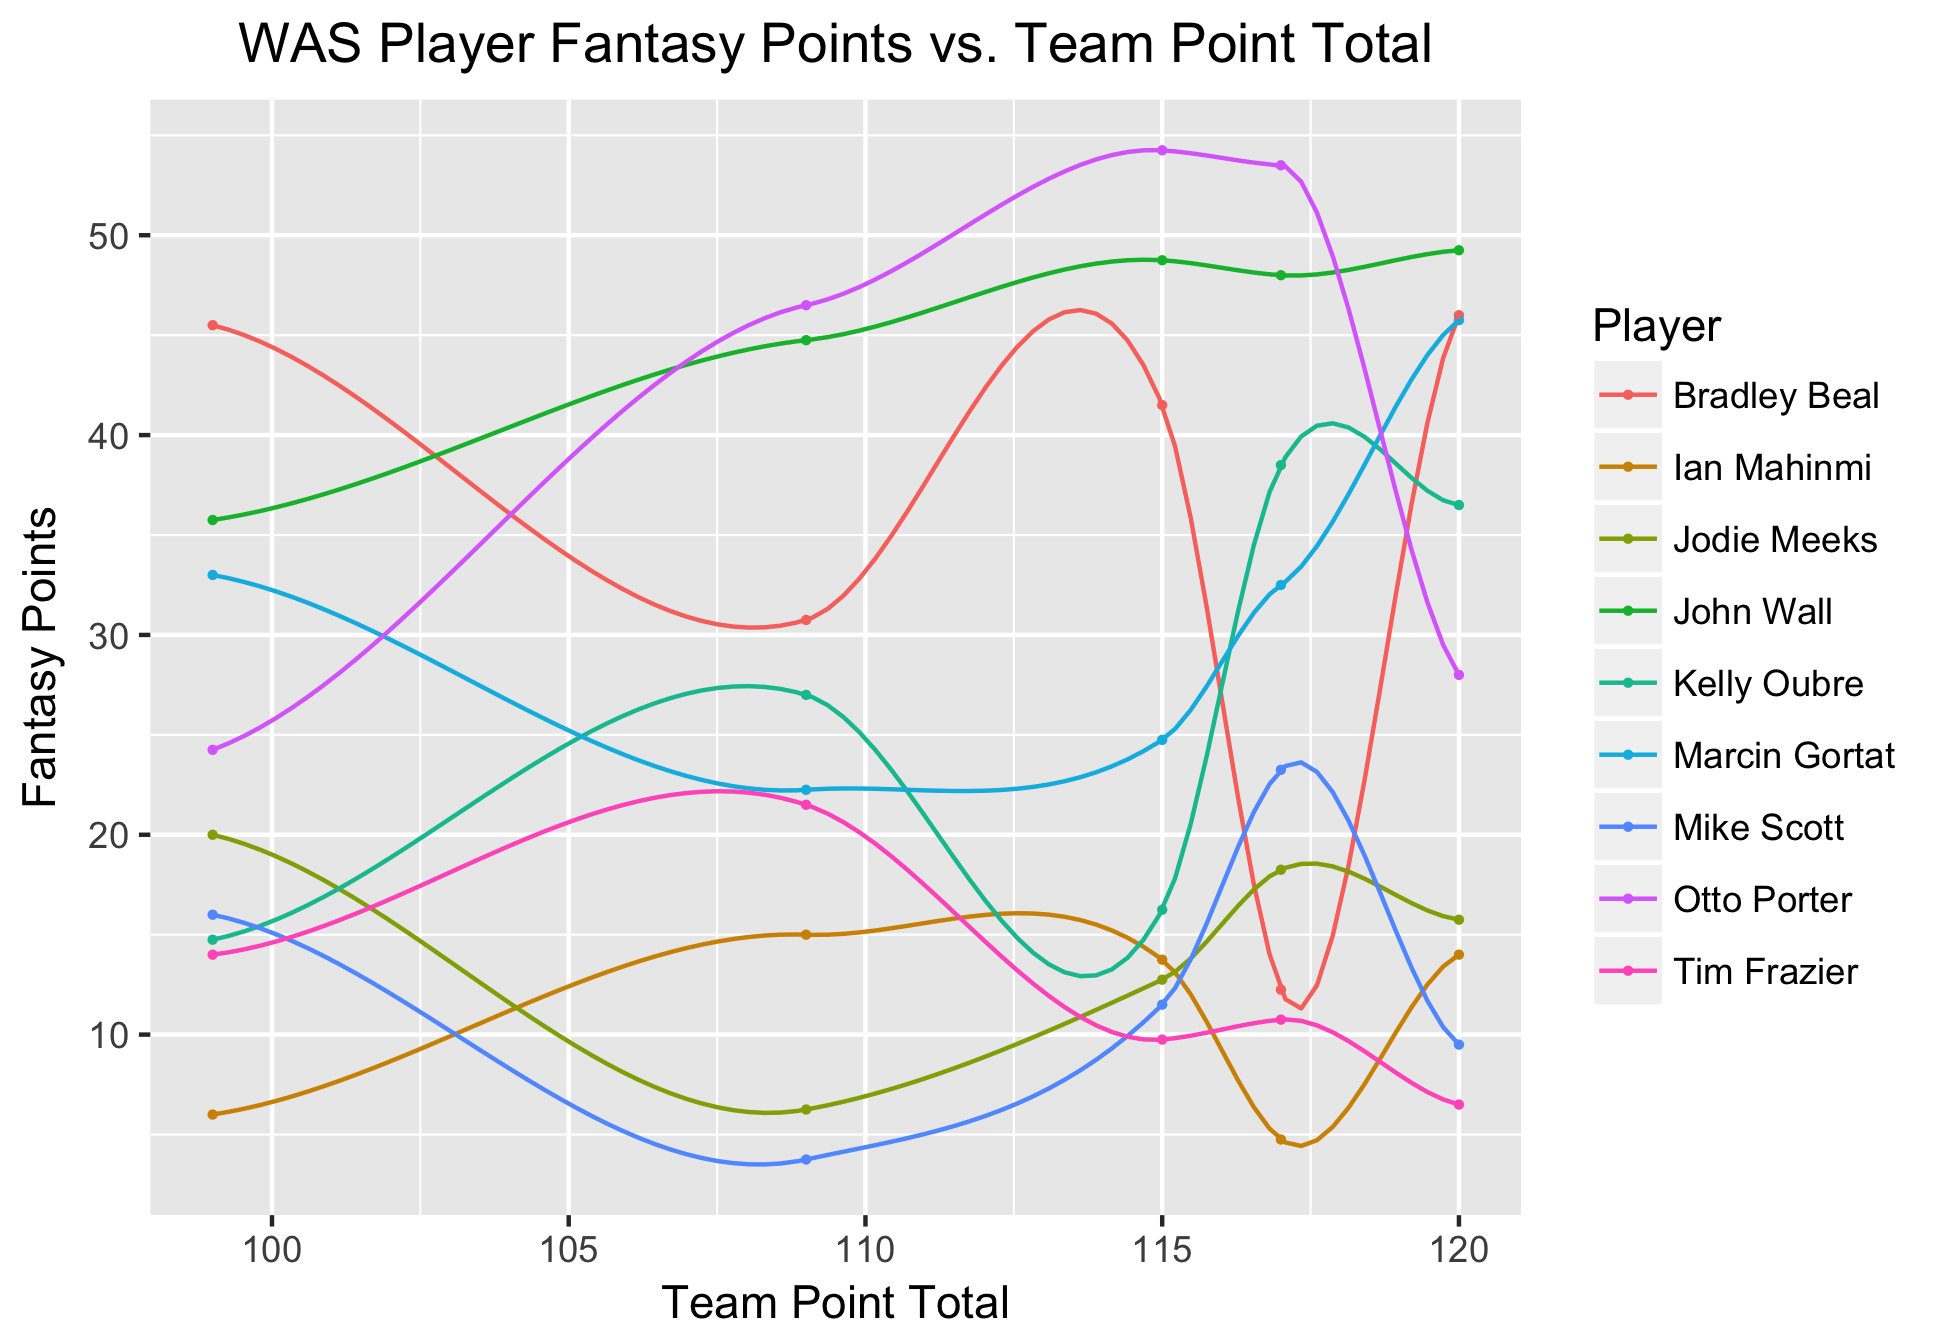 WAS Player Fantasy Points vs. Team Point Total
Fantasy Points
50
40
30
20
10
100 105 110 115 120
Team Point Total
Player
Bradley Beal
Ian Mahinmi
Jodie Meeks
John Wall
Kelly Oubre
Marcin Gortat
Mike Scott
Otto Porter
Tim Frazier